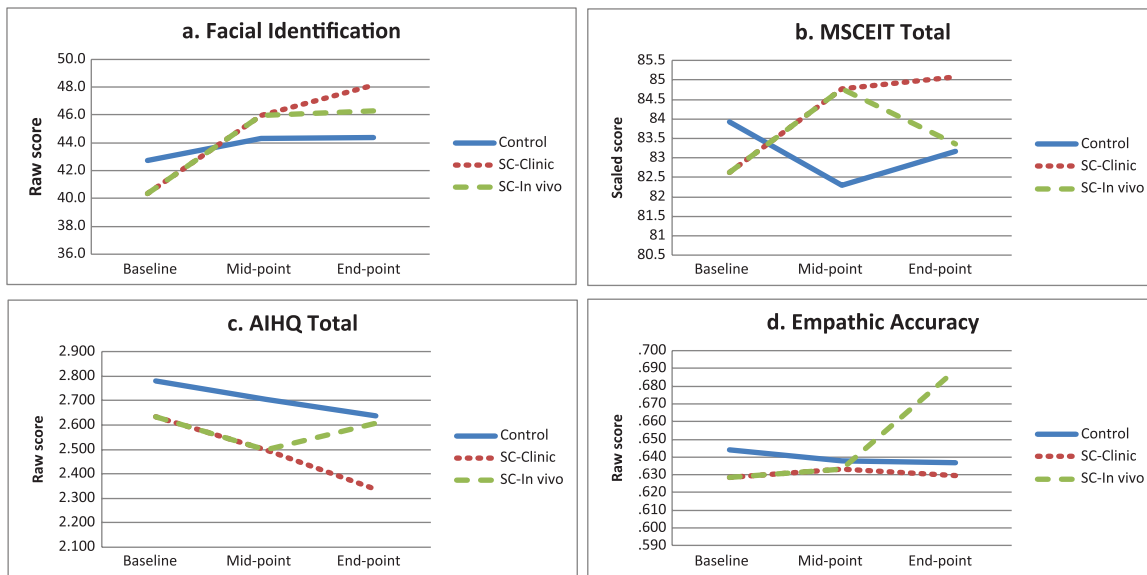 a. Facial Identification
50.0
48.0
46.0
44.0
42.0
40.0
38.0
36.0
Raw score
Baseline Mid-point End-point
Control
SC-Clinic
SC-In vivo
b. MSCEIT Total
85.5
85
84.5
84
83.5
83
82.5
82
81.5
81
80.5
Scaled score
Baseline Mid-point End-point
Control
SC-Clinic
SC-In vivo
c. AIHQ Total
2.900
2.800
2.700
2.600
2.500
2.400
2.300
2.200
2.100
Raw score
Baseline Mid-point End-point
Control
SC-Clinic
SC-In vivo
d. Empathic Accuracy
.700
.690
.680
.670
.660
.650
.640
.630
.620
.610
.600
.590
Raw score
Baseline Mid-point End-point
Control
SC-Clinic
SC-In vivo